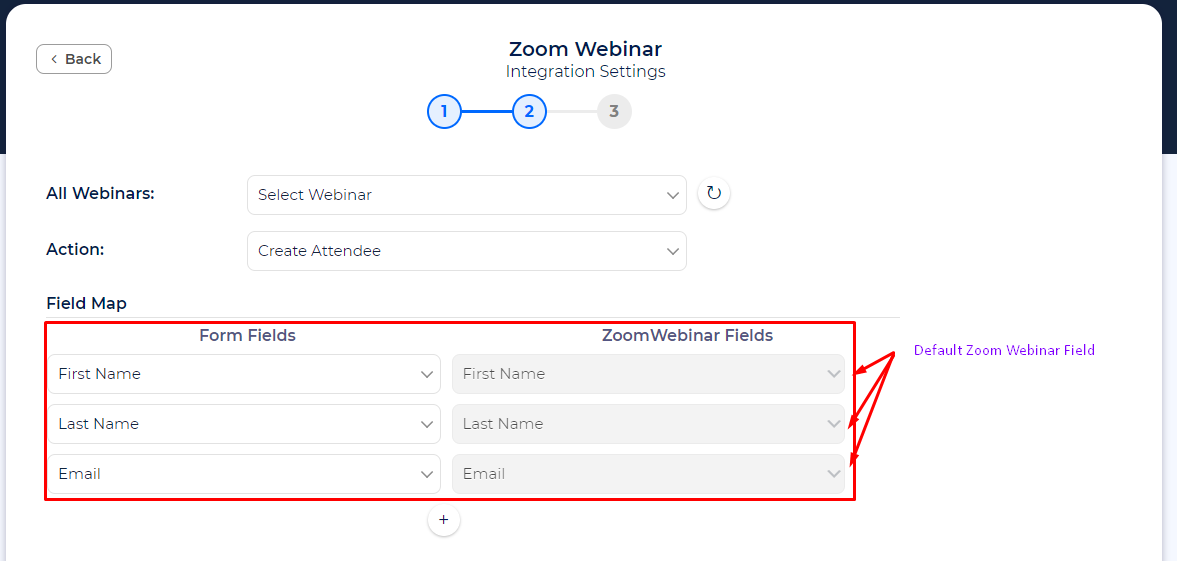 Back
Zoom Webinar
Integration Settings
1 2 3
All Webinars: Select Webinar
Action: Create Attendee
Field Map
Form Fields ZoomWebinar Fields
Default Zoom Webinar Field
First Name First Name
Last Name Last Name
Email Email
+